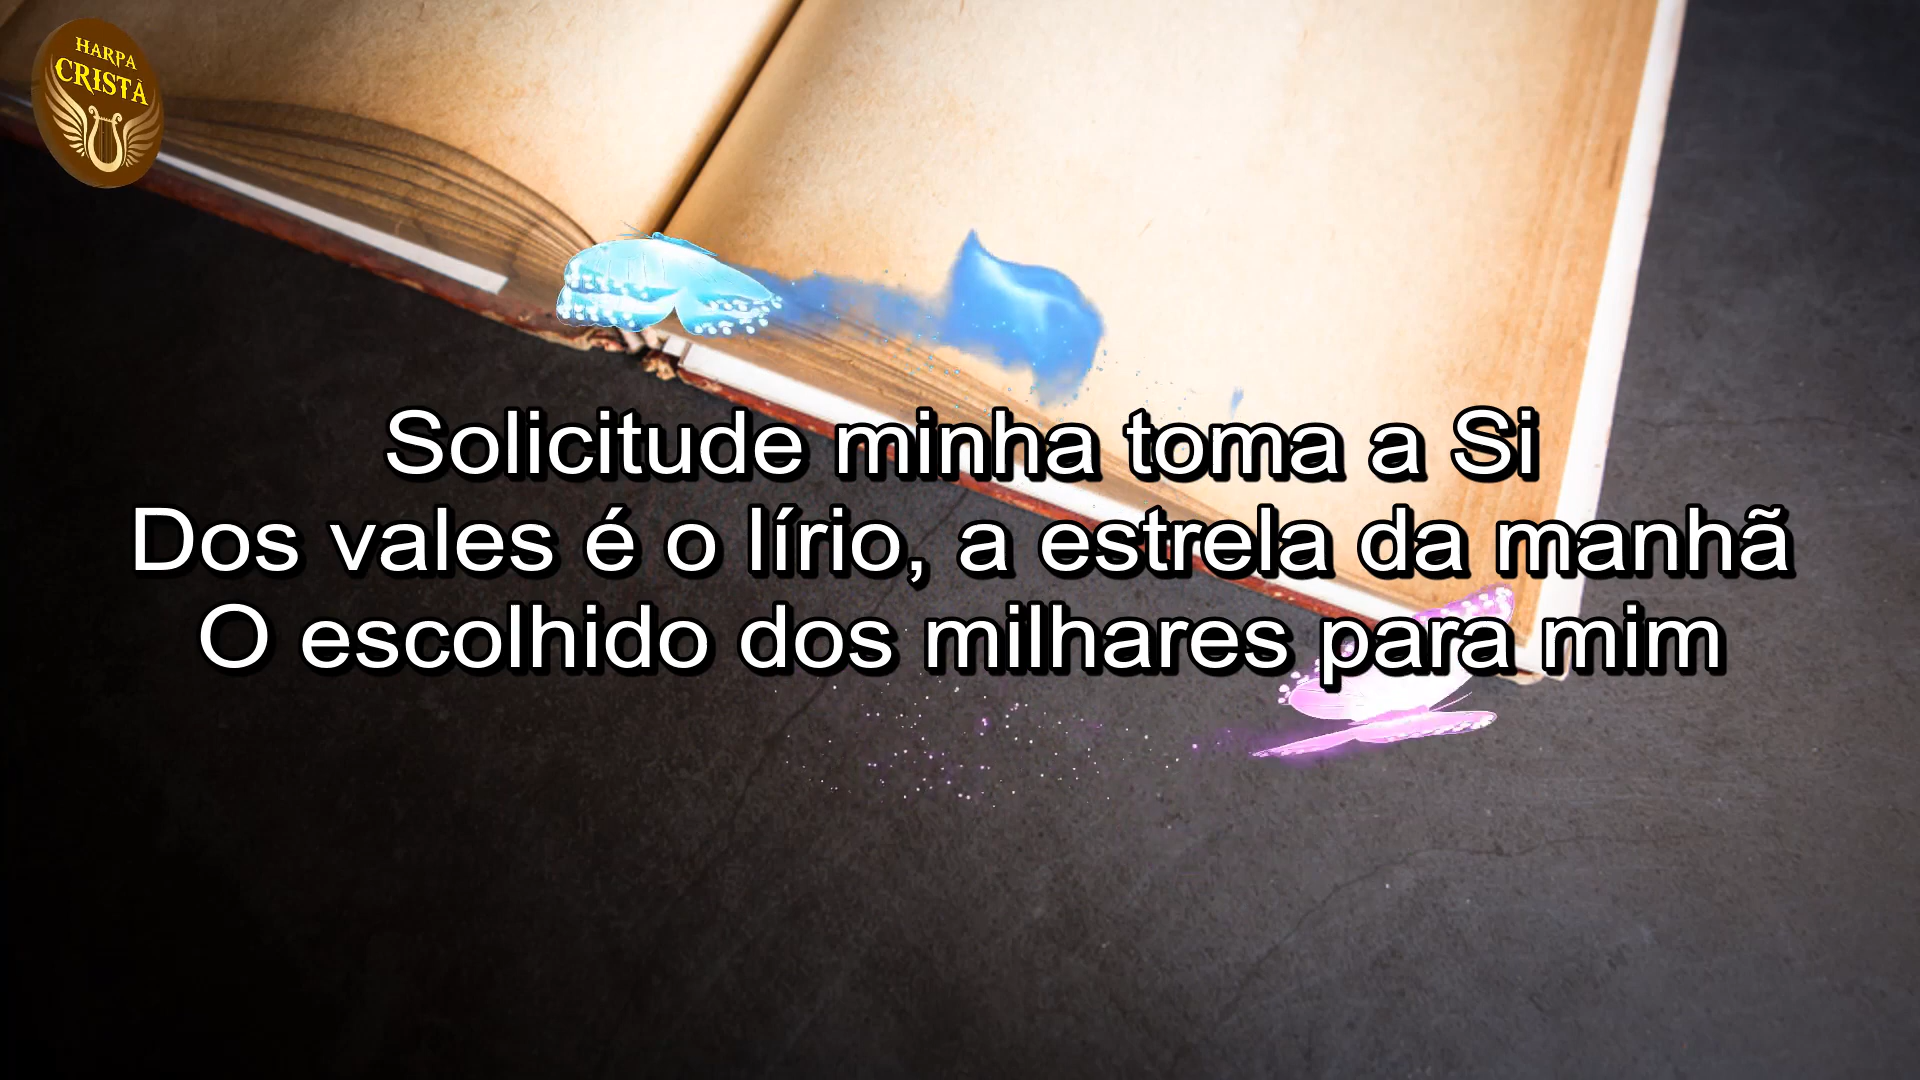 HARPA
CRISTÃ
Solicitude minha toma a Si
Dos vales é o lírio, a estrela da manhã
O escolhido dos milhares para mim